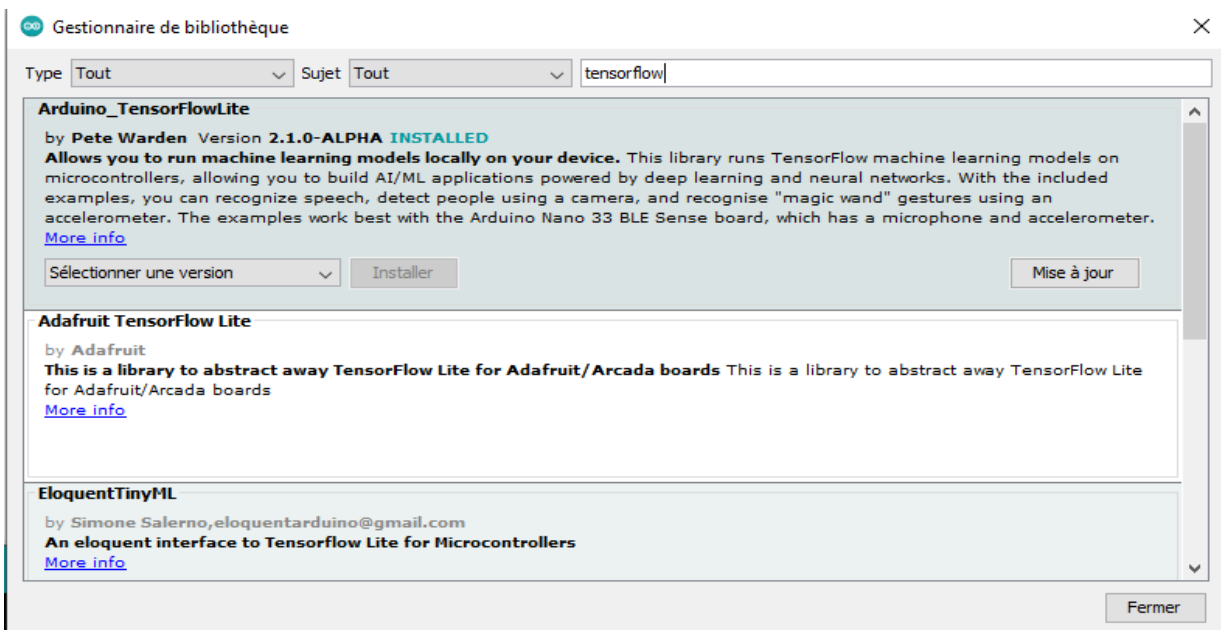 Gestionnaire de bibliothèque
Type Tout Sujet Tout tensorflow
Arduino_TensorFlowLite
by Pete Warden Version 2.1.0-ALPHA INSTALLED
Allows you to run machine learning models locally on your device. This library runs TensorFlow machine learning models on
microcontrollers, allowing you to build AI/ML applications powered by deep learning and neural networks. With the included
examples, you can recognize speech, detect people using a camera, and recognise "magic wand" gestures using an
accelerometer. The examples work best with the Arduino Nano 33 BLE Sense board, which has a microphone and accelerometer.
More info
Sélectionner une version Installer Mise à jour
Adafruit TensorFlow Lite
by Adafruit
This is a library to abstract away TensorFlow Lite for Adafruit/Arcada boards This is a library to abstract away TensorFlow Lite
for Adafruit/Arcada boards
More info
EloquentTinyML
by Simone Salerno,eloquentarduino@gmail.com
An eloquent interface to Tensorflow Lite for Microcontrollers
More info
Fermer